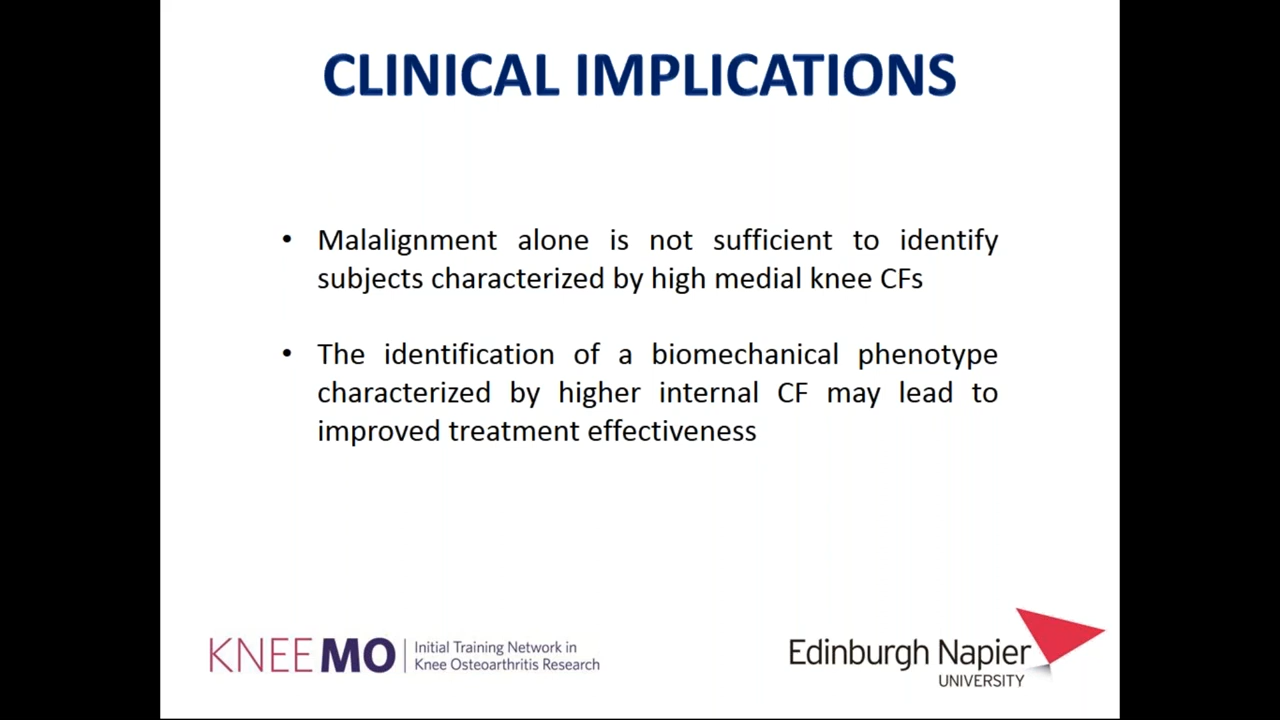 CLINICAL IMPLICATIONS
• Malalignment alone is not sufficient to identify
subjects characterized by high medial knee CFs
• The identification of a biomechanical phenotype
characterized by higher internal CF may lead to
improved treatment effectiveness
KNEEMO
Initial Training Network in
Knee Osteoarthritis Research
Edinburgh Napier
UNIVERSITY